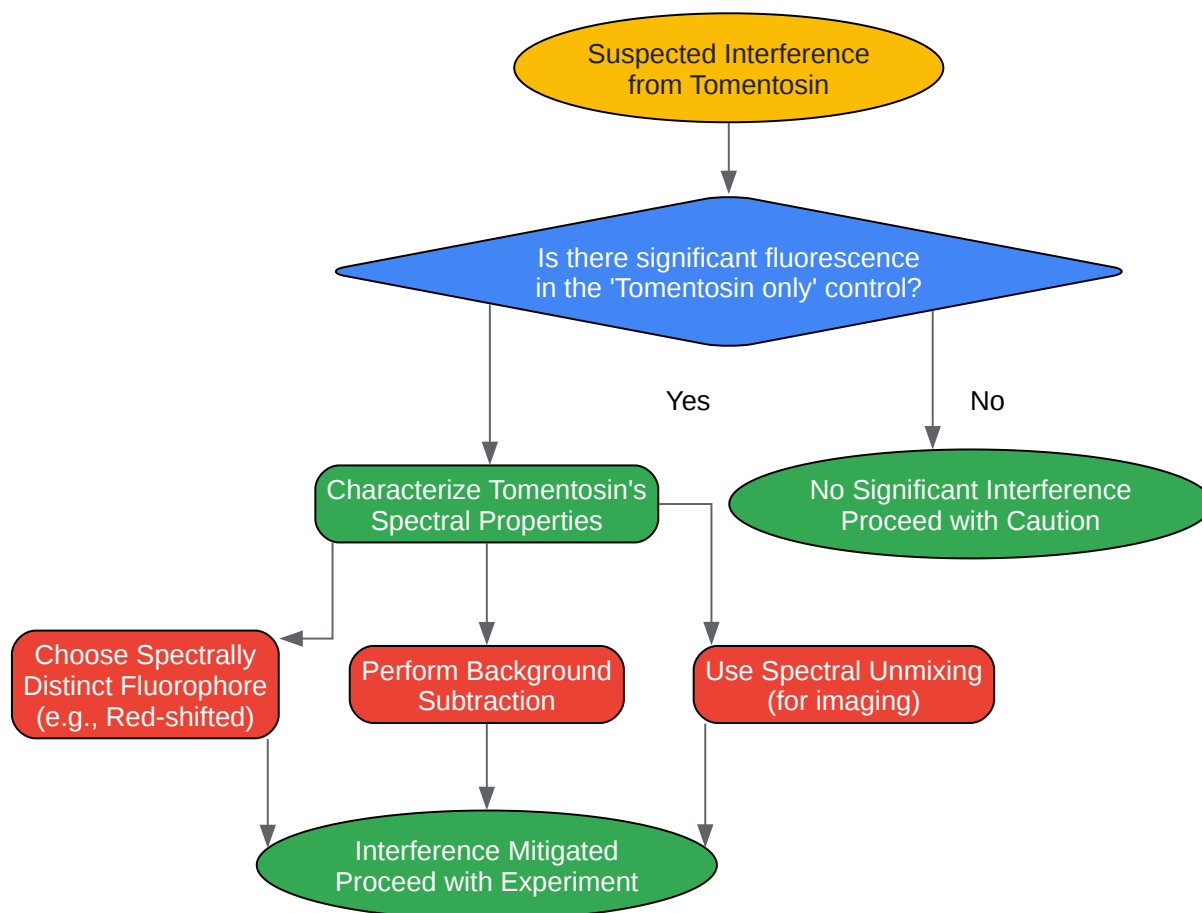 Suspected Interference
from Tomentosin
Is there significant fluorescence
in the 'Tomentosin only' control?
Yes
No
Characterize Tomentosin's
Spectral Properties
No Significant Interference
Proceed with Caution
Choose Spectrally
Distinct Fluorophore
(e.g., Red-shifted)
Perform Background
Subtraction
Use Spectral Unmixing
(for imaging)
Interference Mitigated
Proceed with Experiment